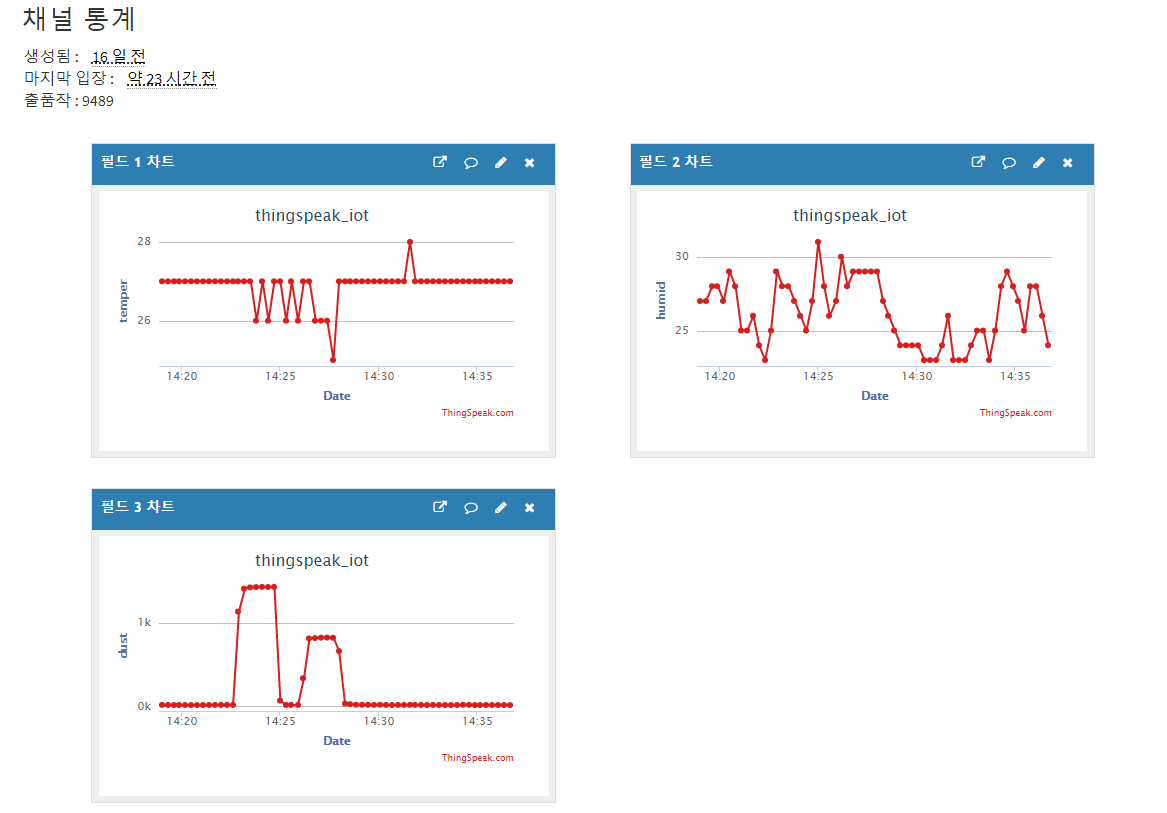 채널 통계
생성됨 : 16 일 전
마지막 입장 : 약 23 시간 전
출품작 : 9489
필드 1 차트
thingspeak_iot
28
26
temper
14:20 14:25 14:30 14:35
Date
ThingSpeak.com
필드 2 차트
thingspeak_iot
30
25
humid
14:20 14:25 14:30 14:35
Date
ThingSpeak.com
필드 3 차트
thingspeak_iot
1k
0k
dust
14:20 14:25 14:30 14:35
Date
ThingSpeak.com